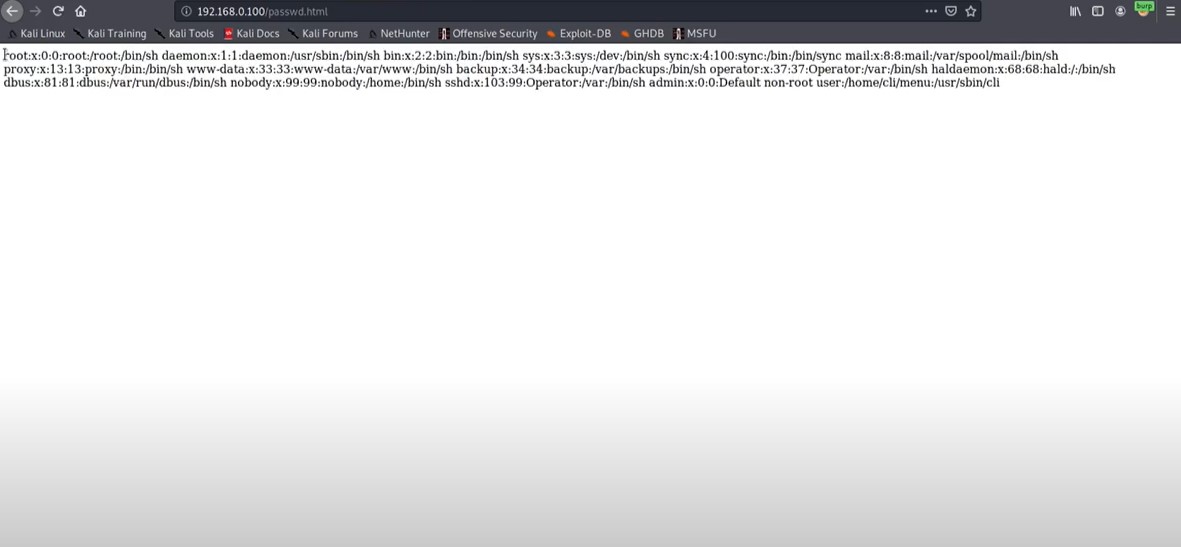 192.168.0.100/passwd.html
burp
Kali Linux Kali Training Kali Tools Kali Docs Kali Forums NetHunter Offensive Security Exploit-DB GHDB MSFU
root:x:0:0:root:/root:/bin/sh daemon:x:1:1:daemon:/usr/sbin:/bin/sh bin:x:2:2:bin:/bin:/bin/sh sys:x:3:3:sys:/dev:/bin/sh sync:x:4:100:sync:/bin:/bin/sync mail:x:8:8:mail:/var/spool/mail:/bin/sh
proxy:x:13:13:proxy:/bin:/bin/sh www-data:x:33:33:www-data:/var/www:/bin/sh backup:x:34:34:backup:/var/backups:/bin/sh operator:x:37:37:Operator:/var:/bin/sh haldaemon:x:68:68:hald:/:/bin/sh
dbus:x:81:81:dbus:/var/run/dbus:/bin/sh nobody:x:99:99:nobody:/home:/bin/sh sshd:x:103:99:Operator:/var:/bin/sh admin:x:0:0:Default non-root user:/home/cli/menu:/usr/sbin/cli